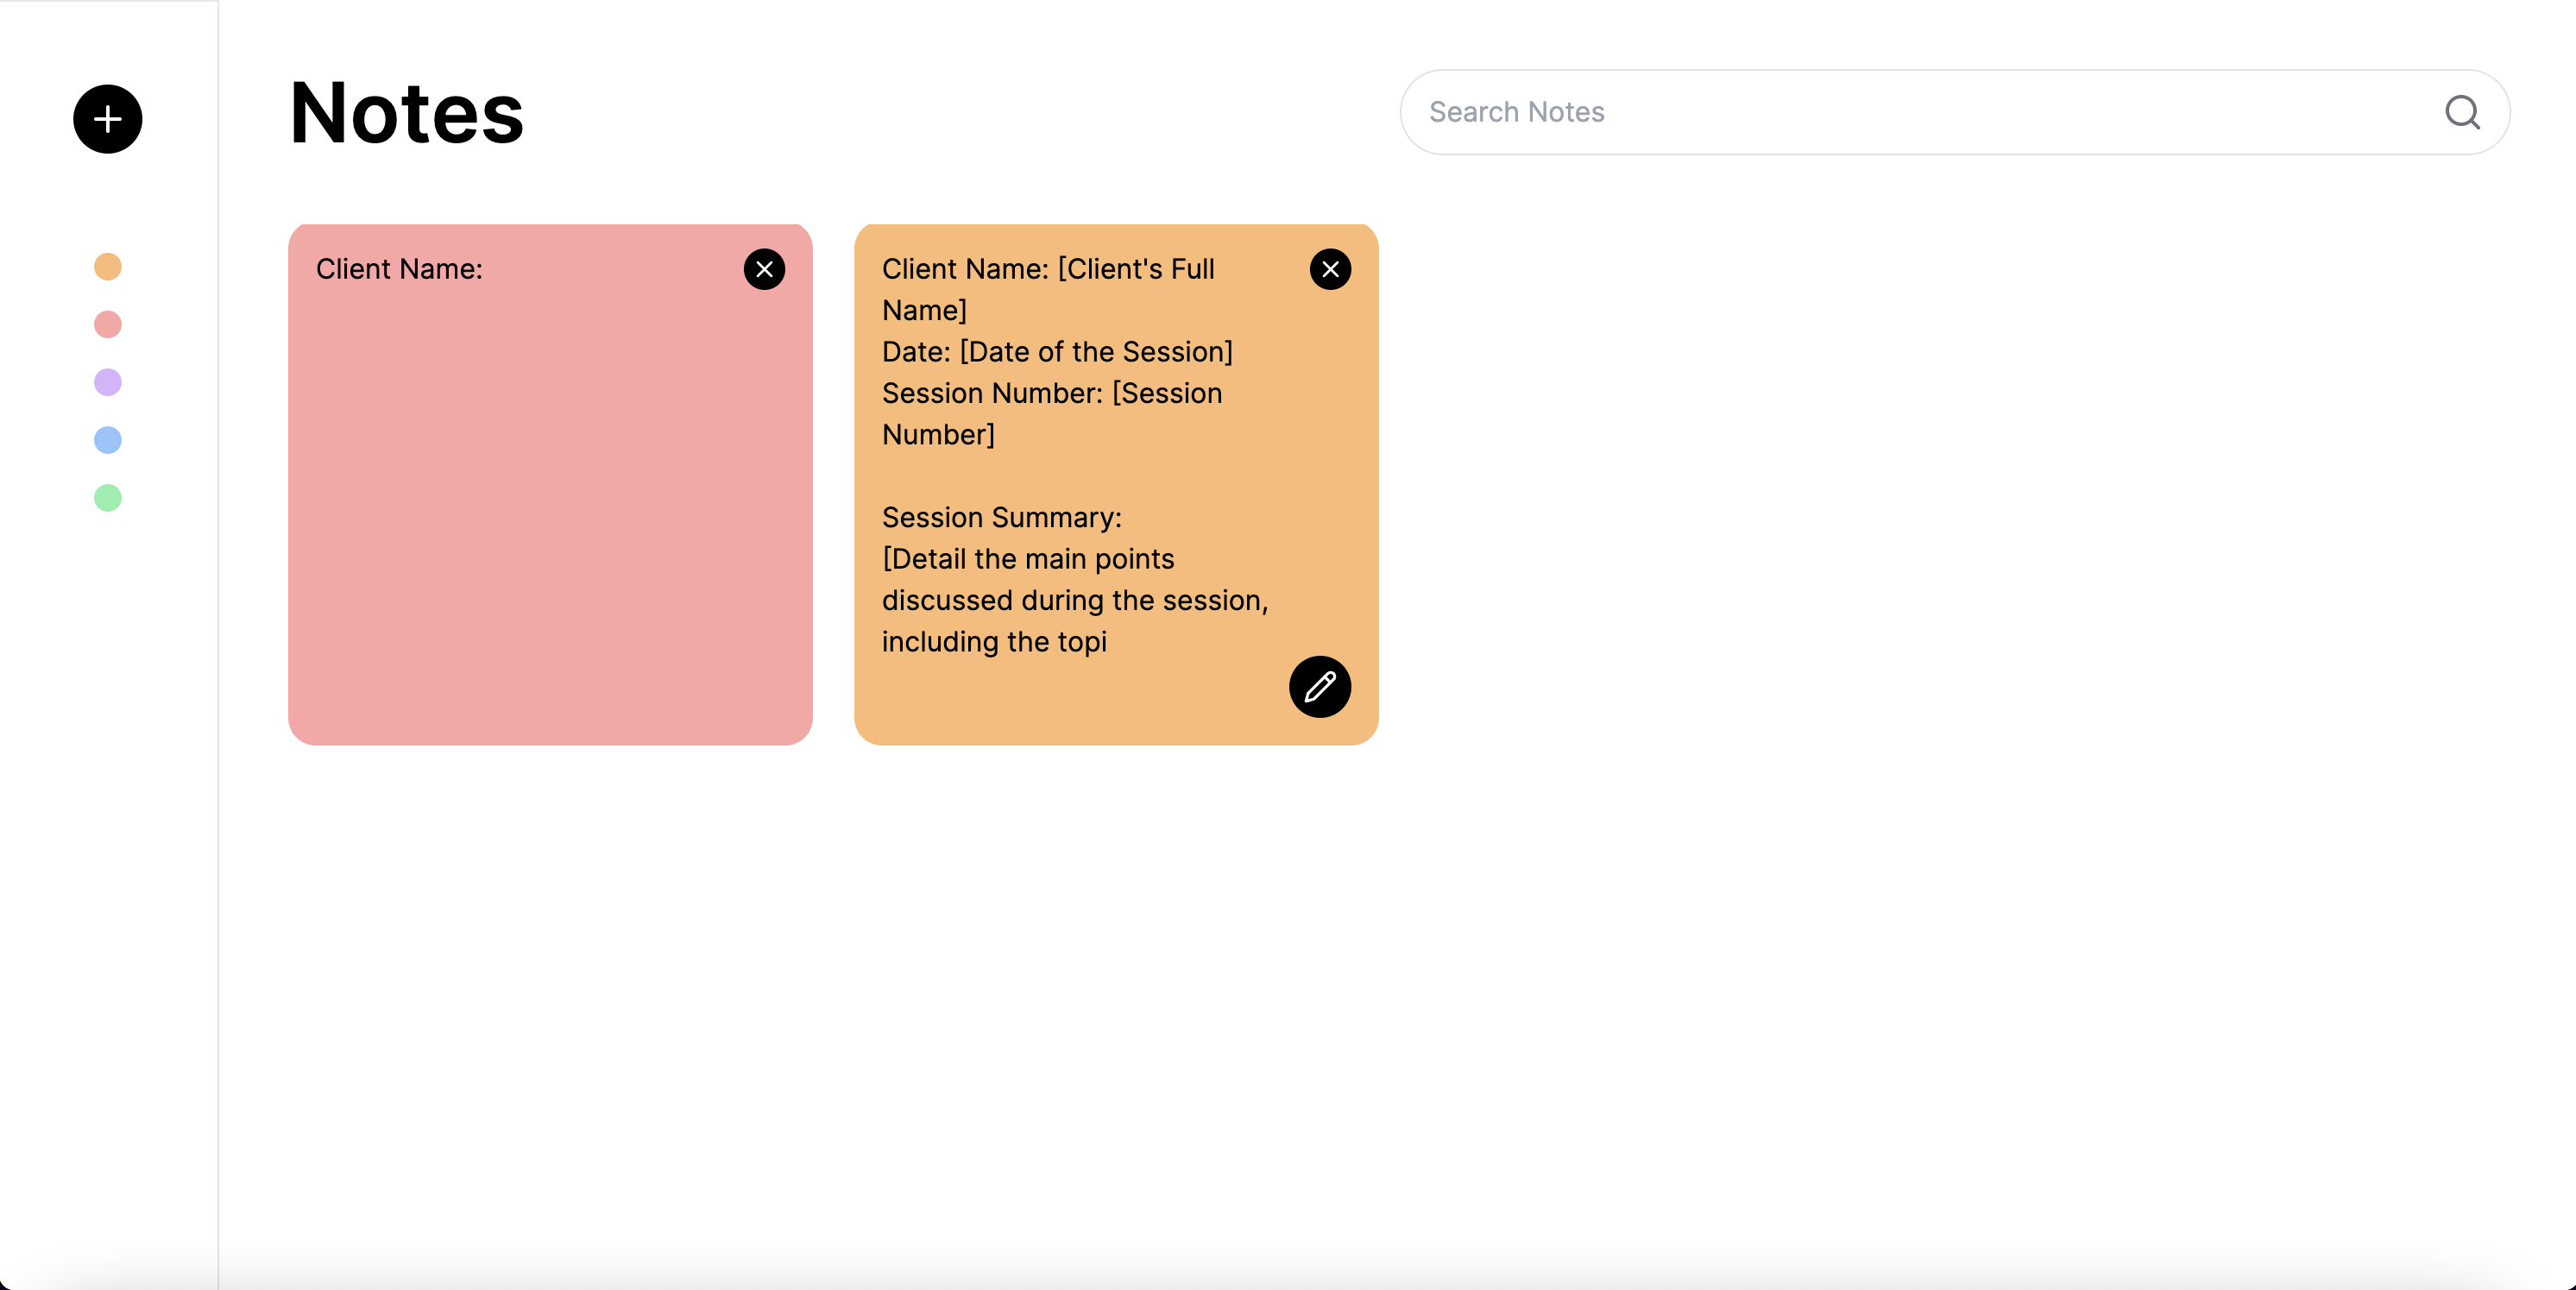 Notes
Search Notes
Client Name:
Client Name: [Client's Full
Name]
Date: [Date of the Session]
Session Number: [Session
Number]
Session Summary:
[Detail the main points
discussed during the session,
including the topi